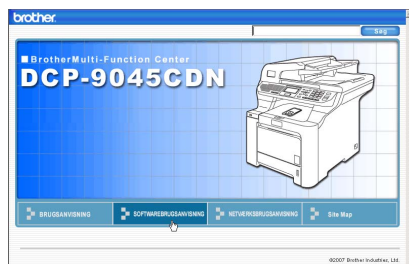 brother
Søg
BrotherMulti-Function Center
DCP-9045CDN
BRUGSANVISNING
SOFTWAREBRUGSANVISNING
NETVÆRKSBRUGSANVISNING
Site Map
©2007 Brother Industries, Ltd.